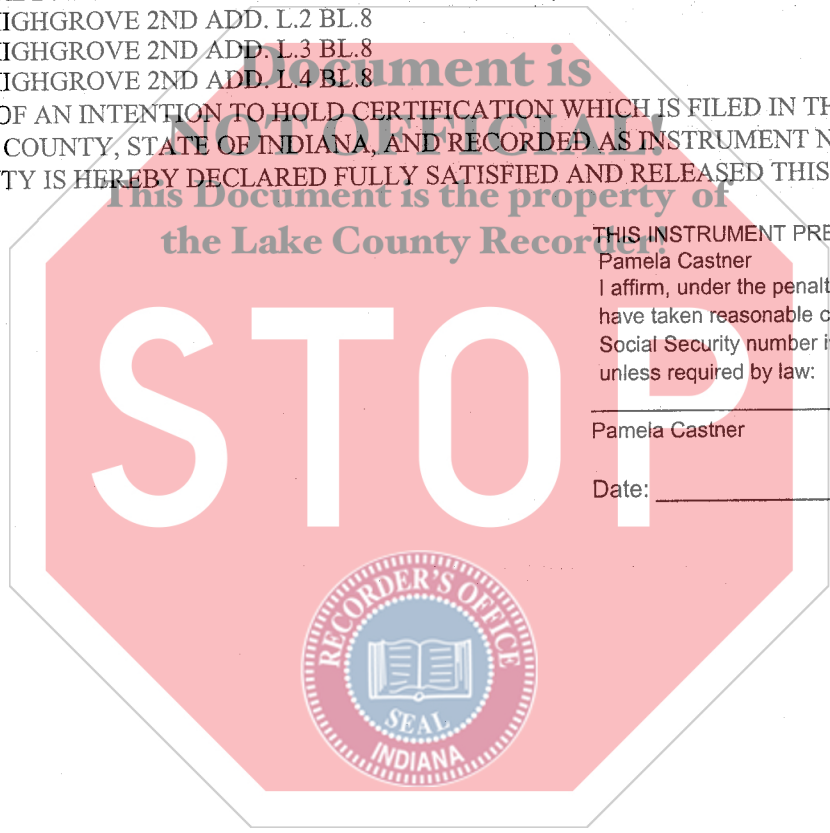 IGHGROVE 2ND ADD. L.2 BL.8
IGHGROVE 2ND ADD. L.3 BL.8
IGHGROVE 2ND ADD. L.4 BL.8
OF AN INTENTION TO HOLD CERTIFICATION WHICH IS FILED IN TH
COUNTY, STATE OF INDIANA, AND RECORDED AS INSTRUMENT N
TY IS HEREBY DECLARED FULLY SATISFIED AND RELEASED THIS
Document is
NOT OFFICIAL!
This Document is the property of
the Lake County Recorder!
THIS INSTRUMENT PRE
Pamela Castner
I affirm, under the penalt
have taken reasonable c
Social Security number i
unless required by law:
Pamela Castner
Date:
STOP
RECORDER'S OFFICE
SEAL
INDIANA